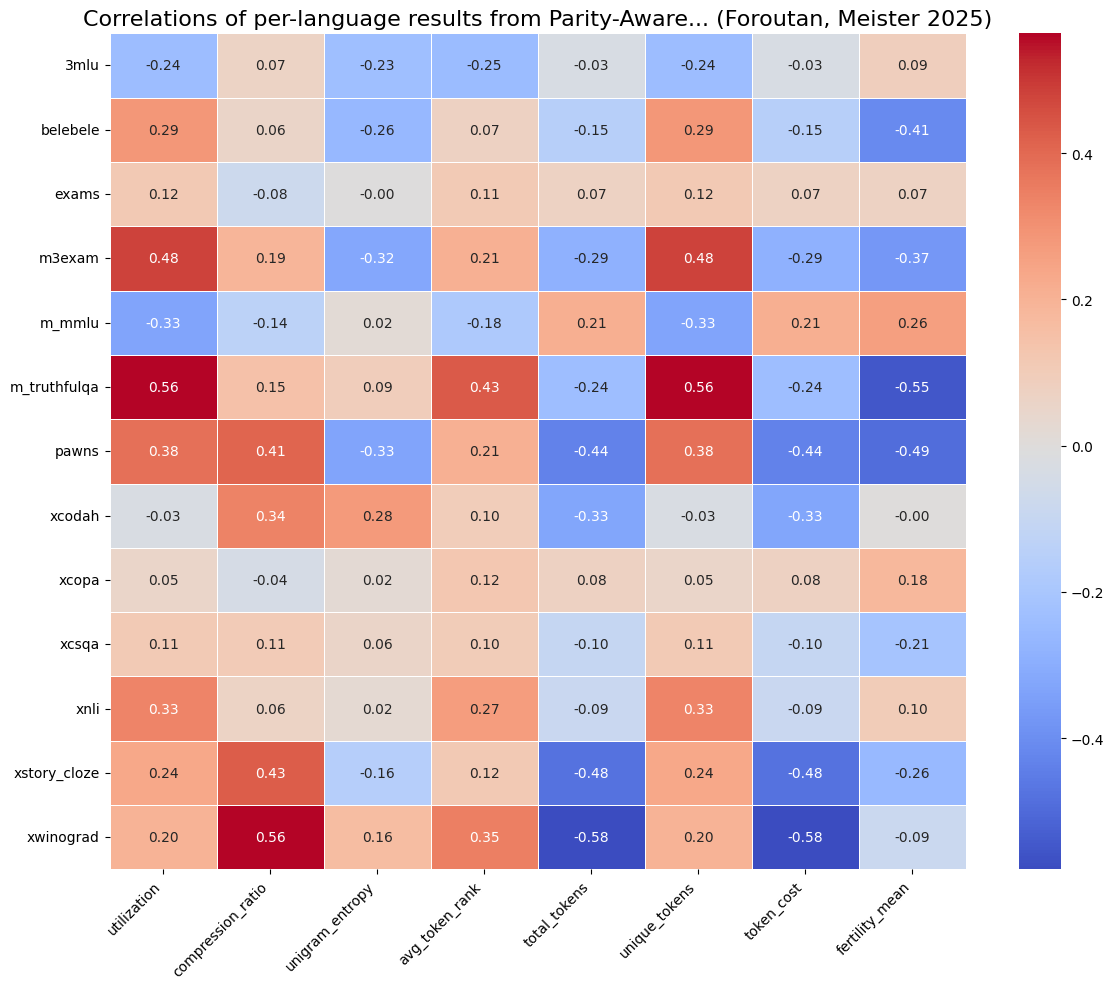 Correlations of per-language results from Parity-Aware... (Foroutan, Meister 2025)
3mlu -0.24 0.07 -0.23 -0.25 -0.03 -0.24 -0.03 0.09
belebele 0.29 0.06 -0.26 0.07 -0.15 0.29 -0.15 -0.41
exams 0.12 -0.08 -0.00 0.11 0.07 0.12 0.07 0.07
m3exam 0.48 0.19 -0.32 0.21 -0.29 0.48 -0.29 -0.37
m_mmlu -0.33 -0.14 0.02 -0.18 0.21 -0.33 0.21 0.26
m_truthfulqa 0.56 0.15 0.09 0.43 -0.24 0.56 -0.24 -0.55
pawns 0.38 0.41 -0.33 0.21 -0.44 0.38 -0.44 -0.49
xcodah -0.03 0.34 0.28 0.10 -0.33 -0.03 -0.33 -0.00
xcopa 0.05 -0.04 0.02 0.12 0.08 0.05 0.08 0.18
xcsqa 0.11 0.11 0.06 0.10 -0.10 0.11 -0.10 -0.21
xnli 0.33 0.06 0.02 0.27 -0.09 0.33 -0.09 0.10
xstory_cloze 0.24 0.43 -0.16 0.12 -0.48 0.24 -0.48 -0.26
xwinograd 0.20 0.56 0.16 0.35 -0.58 0.20 -0.58 -0.09
utilization compression_ratio unigram_entropy avg_token_rank total_tokens unique_tokens token_cost fertility_mean
0.4
0.2
0.0
−0.2
−0.4